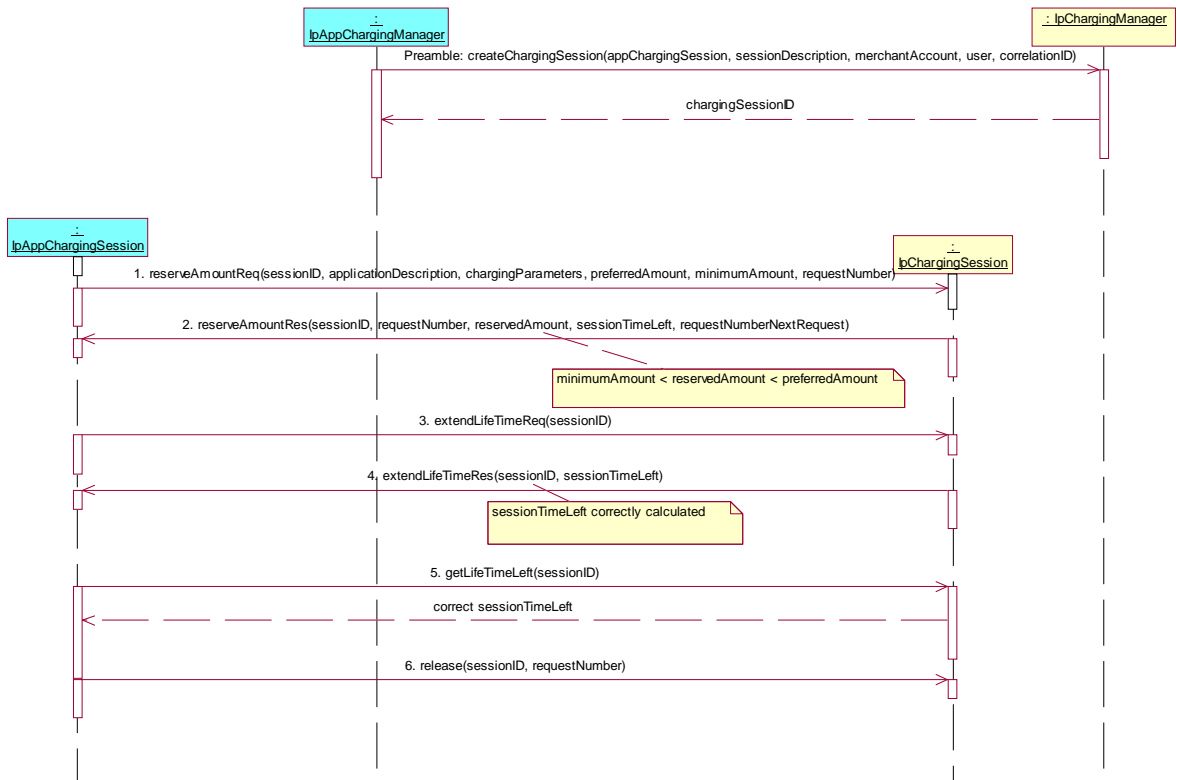 :
IpAppChargingManager
: IpChargingManager
Preamble: createChargingSession(appChargingSession, sessionDescription, merchantAccount, user, correlationID)
chargingSessionID
:
IpAppChargingSession
:
IpChargingSession
1. reserveAmountReq(sessionID, applicationDescription, chargingParameters, preferredAmount, minimumAmount, requestNumber)
2. reserveAmountRes(sessionID, requestNumber, reservedAmount, sessionTimeLeft, requestNumberNextRequest)
minimumAmount < reservedAmount < preferredAmount
3. extendLifeTimeReq(sessionID)
4. extendLifeTimeRes(sessionID, sessionTimeLeft)
sessionTimeLeft correctly calculated
5. getLifeTimeLeft(sessionID)
correct sessionTimeLeft
6. release(sessionID, requestNumber)